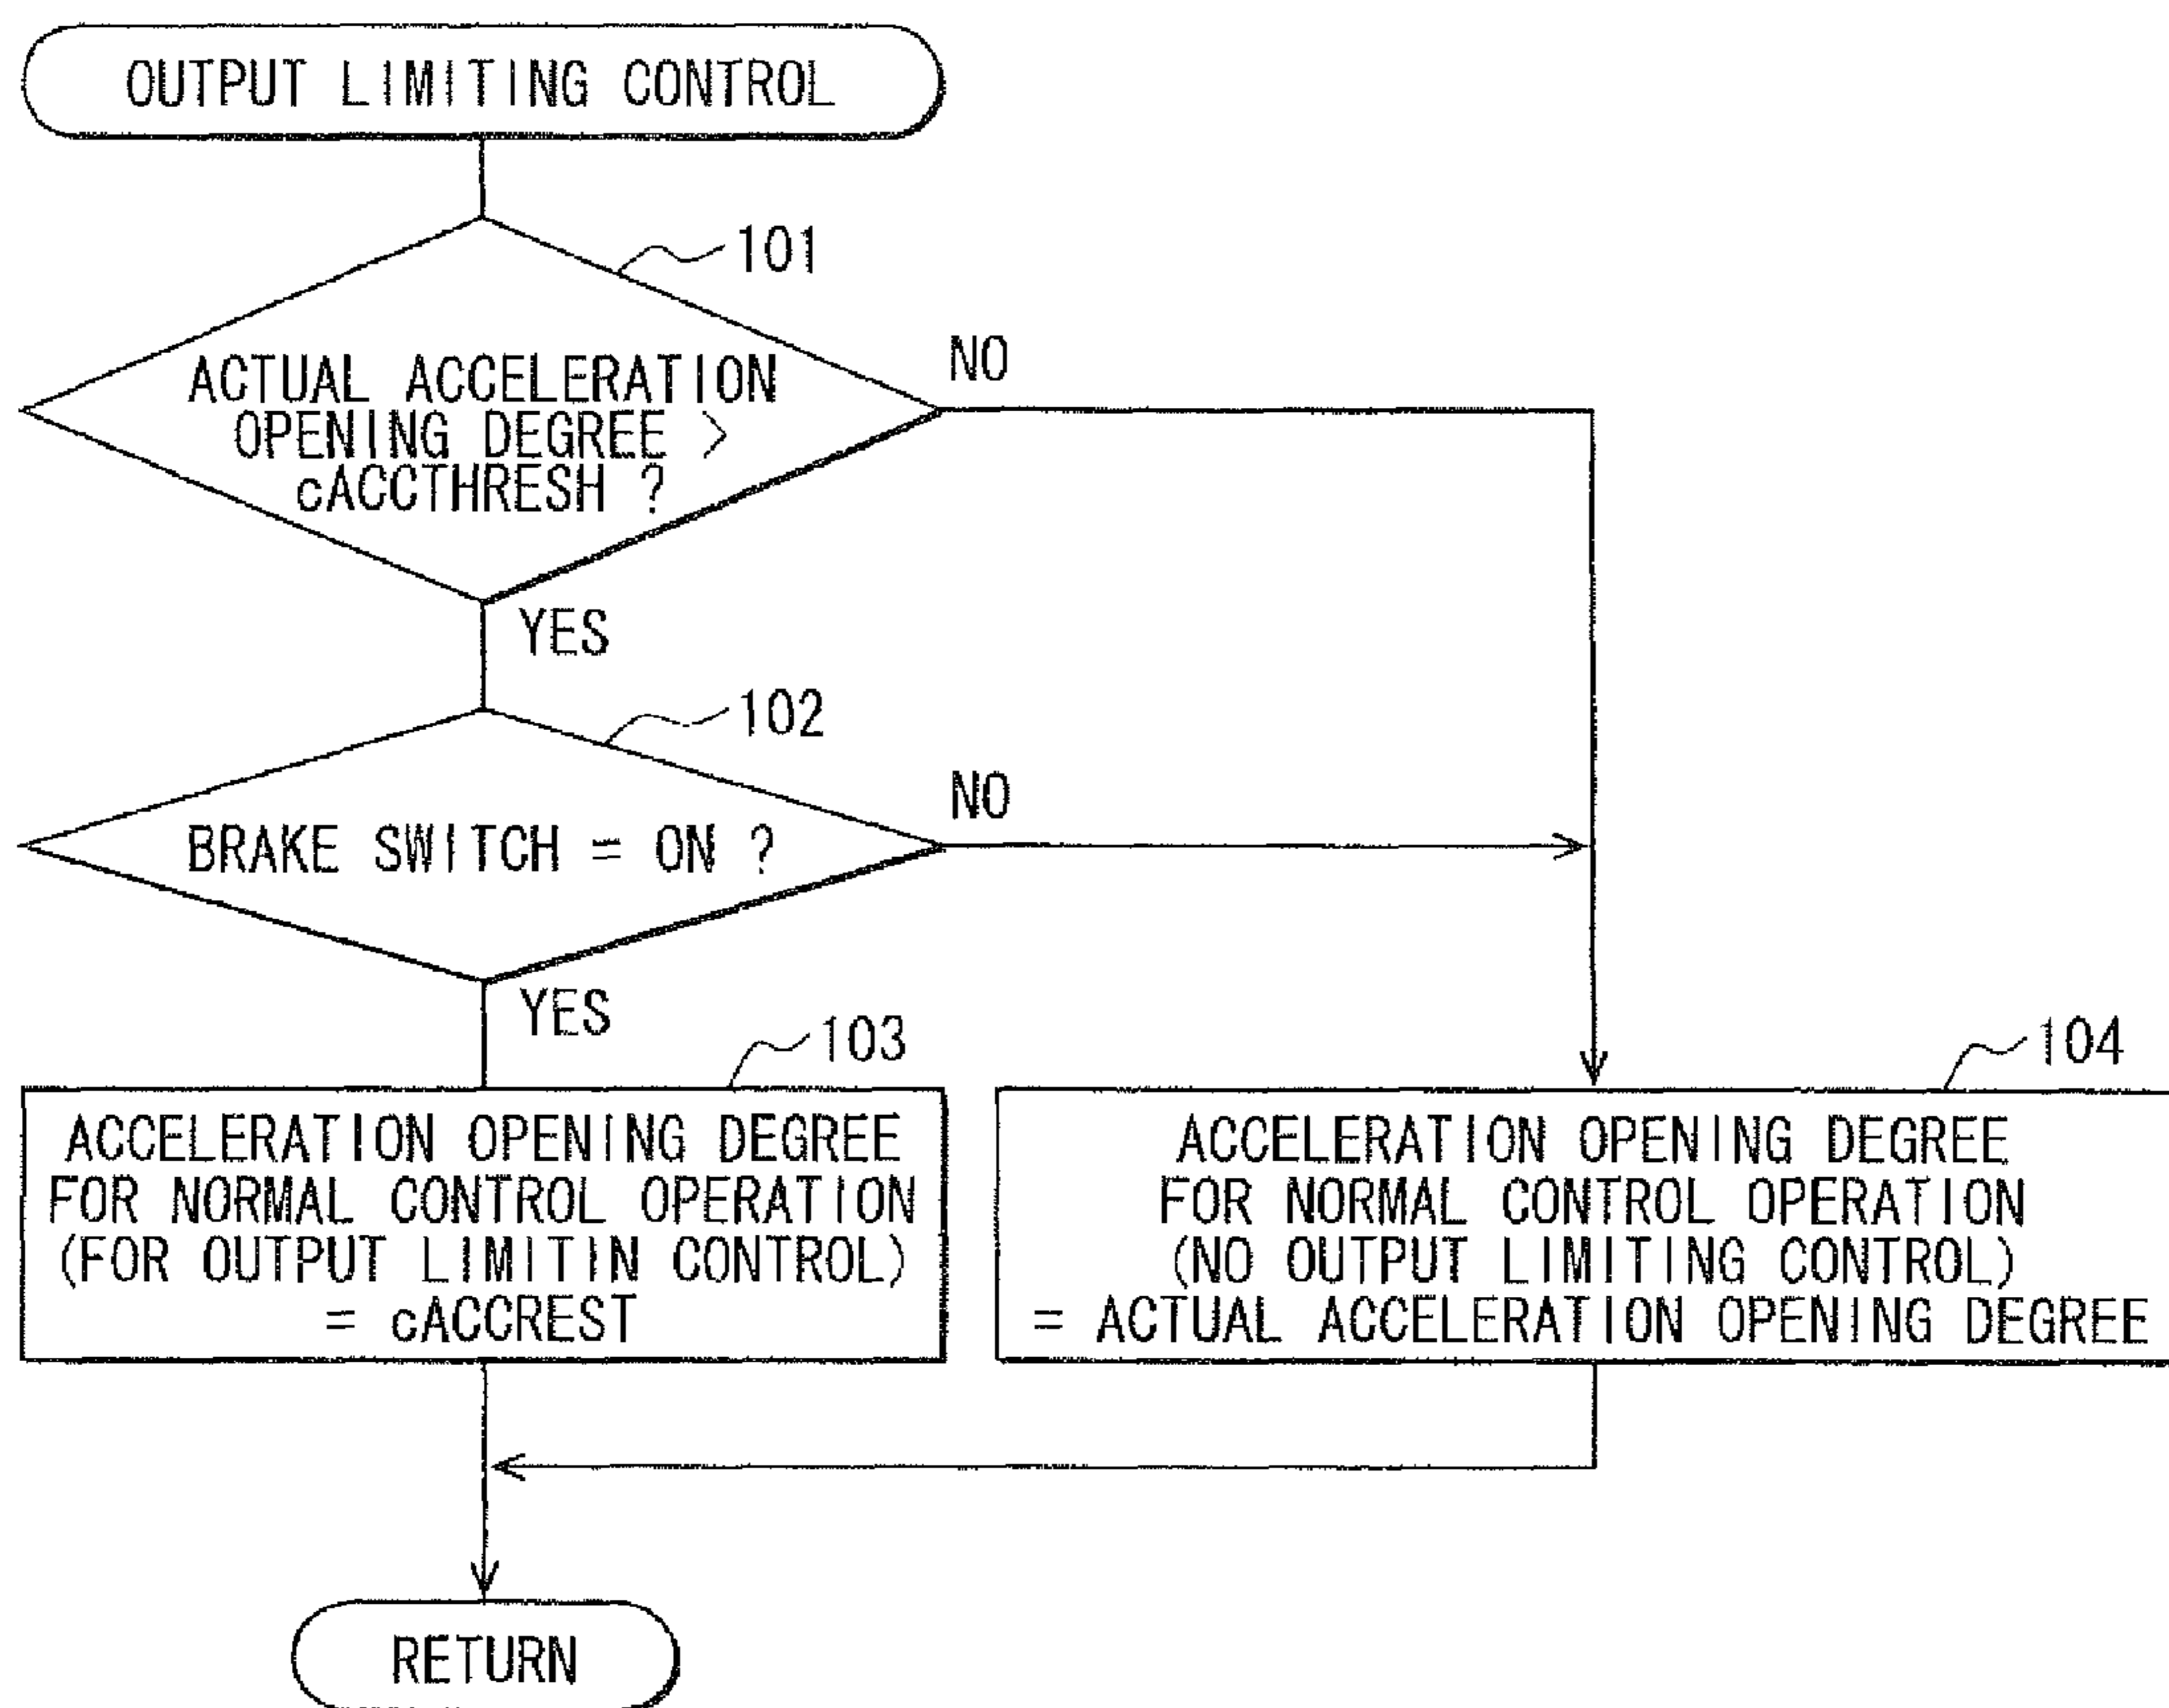 OUTPUT LIMITING CONTROL
101
ACTUAL ACCELERATION
OPENING DEGREE >
cACCTHRESH ?
NO
YES
102
BRAKE SWITCH = ON ?
NO
YES
103
ACCELERATION OPENING DEGREE
FOR NORMAL CONTROL OPERATION
(FOR OUTPUT LIMITIN CONTROL)
= cACCREST
104
ACCELERATION OPENING DEGREE
FOR NORMAL CONTROL OPERATION
(NO OUTPUT LIMITING CONTROL)
= ACTUAL ACCELERATION OPENING DEGREE
RETURN